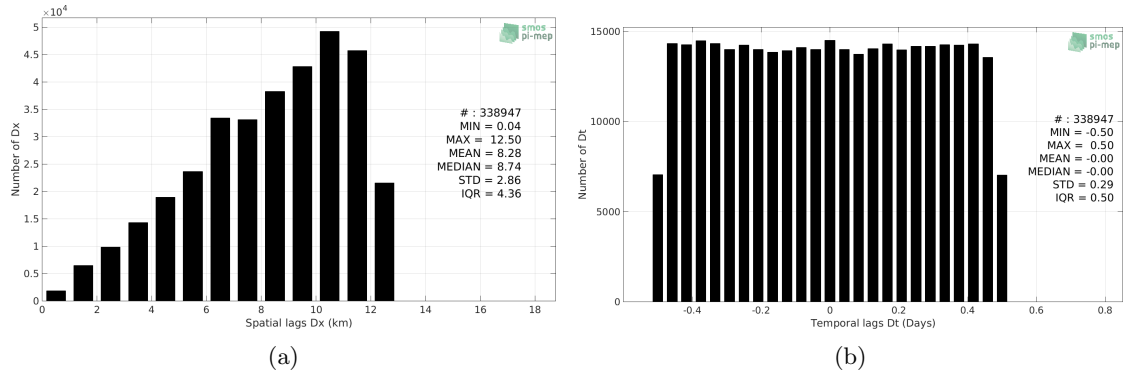 ×10⁴
5
4.5
4
3.5
3
2.5
2
1.5
1
0.5
0
Number of Dx
0 2 4 6 8 10 12 14 16 18
Spatial lags Dx (km)
smos
pi-mep
# : 338947
MIN = 0.04
MAX = 12.50
MEAN = 8.28
MEDIAN = 8.74
STD = 2.86
IQR = 4.36
(a)
15000
10000
5000
0
Number of Dt
-0.4 -0.2 0 0.2 0.4 0.6 0.8
Temporal lags Dt (Days)
smos
pi-mep
# : 338947
MIN = -0.50
MAX = 0.50
MEAN = -0.00
MEDIAN = -0.00
STD = 0.29
IQR = 0.50
(b)